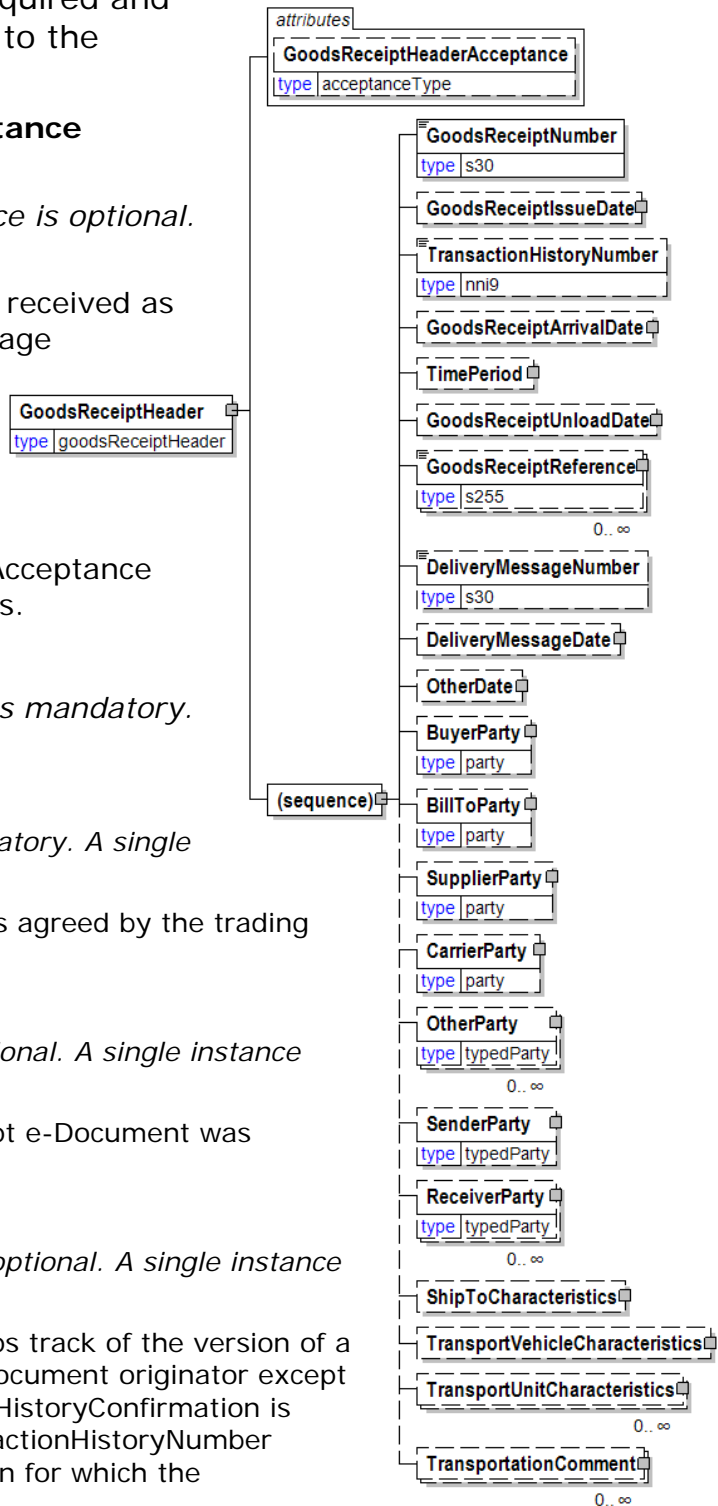 quired and
to the
tance
ce is optional.
received as
age
Acceptance
s.
s mandatory.
atory. A single
s agreed by the trading
ional. A single instance
pt e-Document was
optional. A single instance
ps track of the version of a
ocument originator except
HistoryConfirmation is
actionHistoryNumber
n for which the
GoodsReceiptHeader
type goodsReceiptHeader
attributes
GoodsReceiptHeaderAcceptance
type acceptanceType
(sequence)
GoodsReceiptNumber
type s30
GoodsReceiptIssueDate
TransactionHistoryNumber
type nni9
GoodsReceiptArrivalDate
TimePeriod
GoodsReceiptUnloadDate
GoodsReceiptReference
type s255
0.. ∞
DeliveryMessageNumber
type s30
DeliveryMessageDate
OtherDate
BuyerParty
type party
BillToParty
type party
SupplierParty
type party
CarrierParty
type party
OtherParty
type typedParty
0.. ∞
SenderParty
type typedParty
ReceiverParty
type typedParty
0.. ∞
ShipToCharacteristics
TransportVehicleCharacteristics
TransportUnitCharacteristics
0.. ∞
TransportationComment
0.. ∞